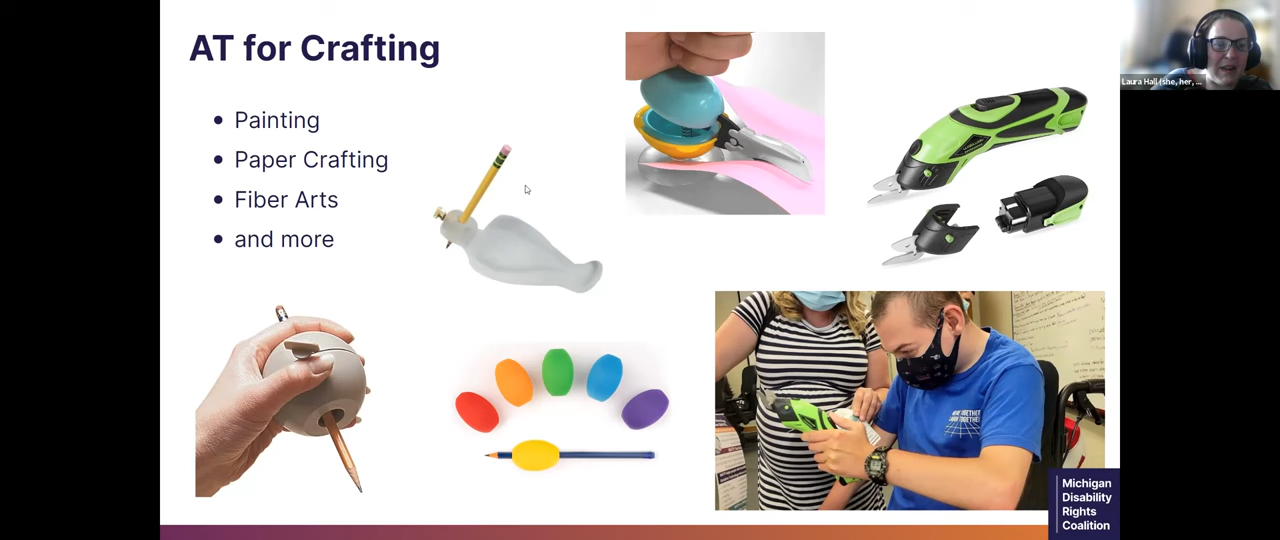 AT for Crafting
Painting
Paper Crafting
Fiber Arts
and more
Laura Hall (she, her, ...
Michigan
Disability
Rights
Coalition